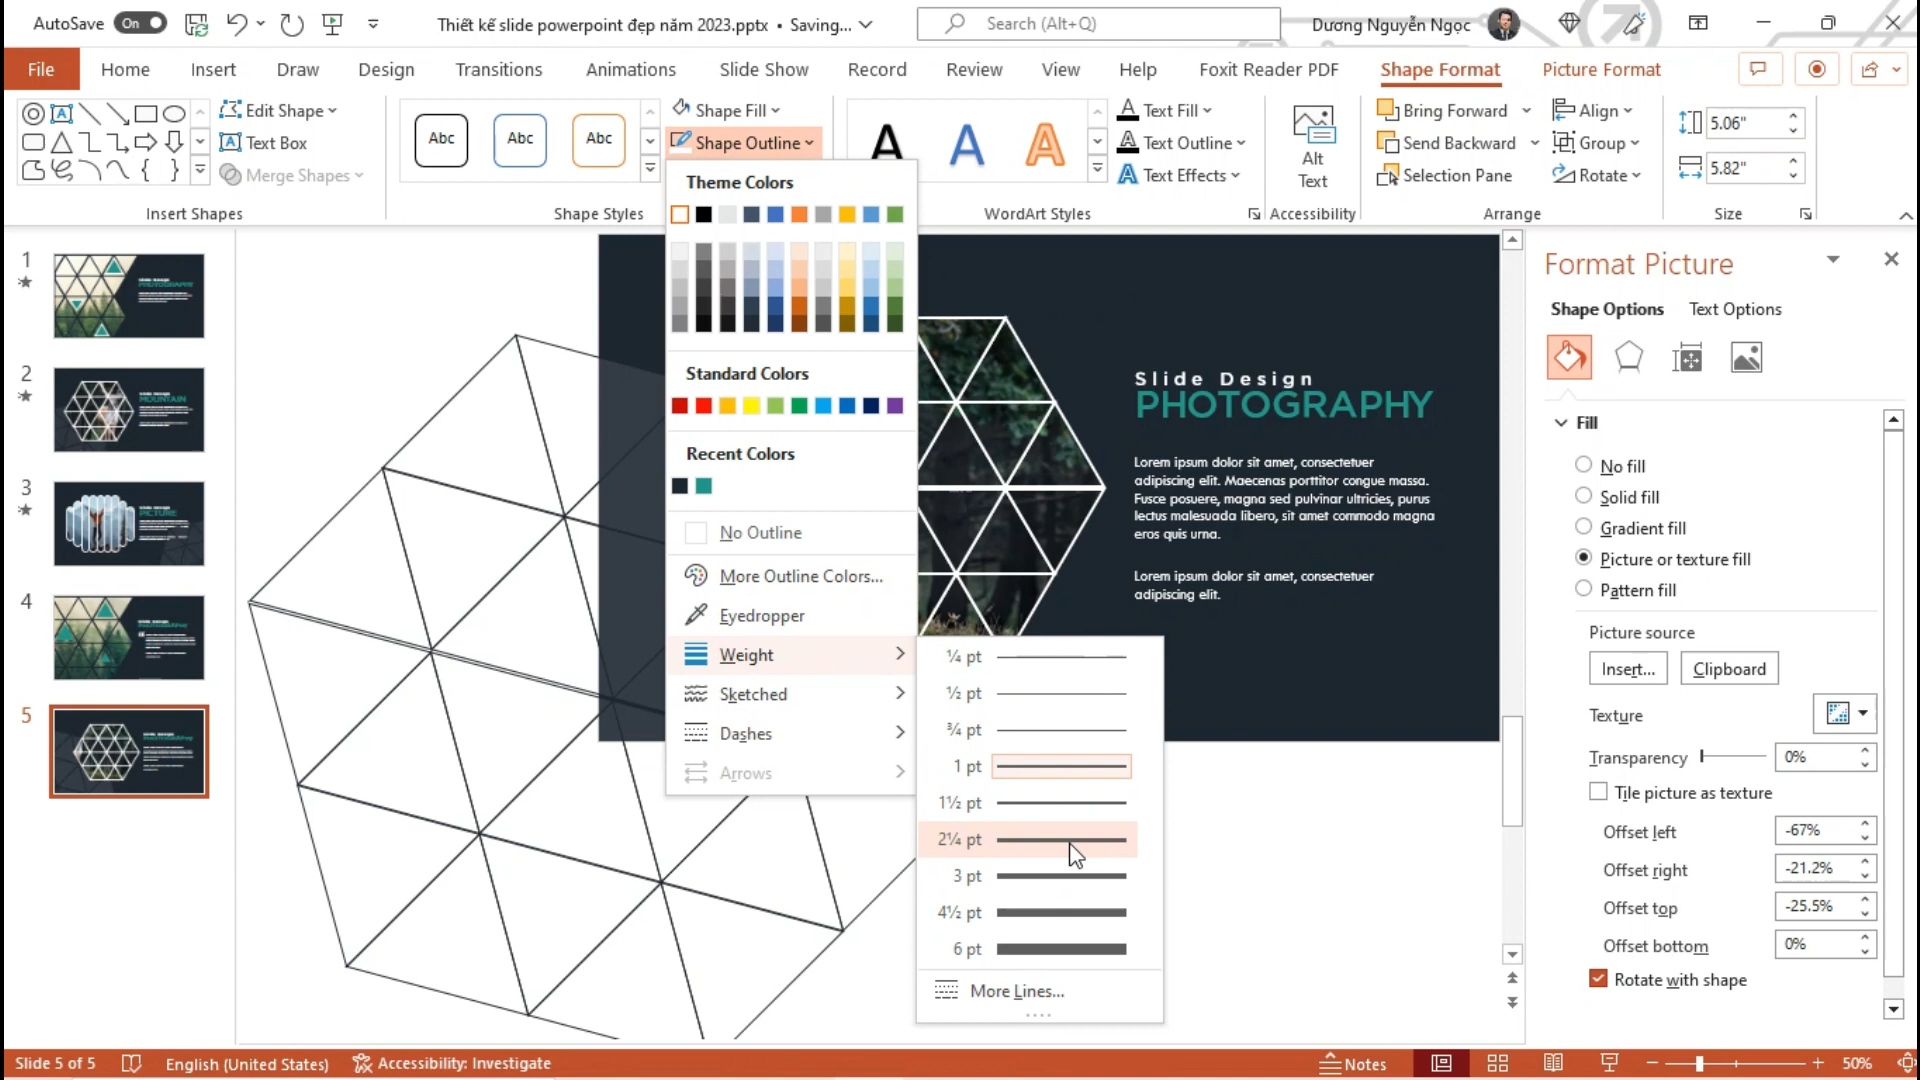 AutoSave On
Thiết kế slide powerpoint đẹp năm 2023.pptx • Saving...
Search (Alt+Q)
Dương Nguyễn Ngọc
File Home Insert Draw Design Transitions Animations Slide Show Record Review View Help Foxit Reader PDF Shape Format Picture Format
Edit Shape
Text Box
Merge Shapes
Insert Shapes
Abc Abc Abc
Shape Styles
Shape Fill
Shape Outline
A A A
Text Fill
Text Outline
Text Effects
WordArt Styles
Alt
Text
Accessibility
Bring Forward
Send Backward
Selection Pane
Align
Group
Rotate
Arrange
5.06"
5.82"
Size
1
2
3
4
5
Theme Colors
Standard Colors
Recent Colors
No Outline
More Outline Colors...
Eyedropper
Weight
Sketched
Dashes
Arrows
¼ pt
½ pt
¾ pt
1 pt
1½ pt
2¼ pt
3 pt
4½ pt
6 pt
More Lines...
Slide Design
PHOTOGRAPHY
Lorem ipsum dolor sit amet, consectetuer
adipiscing elit. Maecenas porttitor congue massa.
Fusce posuere, magna sed pulvinar ultricies, purus
lectus malesuada libero, sit amet commodo magna
eros quis urna.
Lorem ipsum dolor sit amet, consectetuer
adipiscing elit.
Format Picture
Shape Options Text Options
Fill
No fill
Solid fill
Gradient fill
Picture or texture fill
Pattern fill
Picture source
Insert... Clipboard
Texture
Transparency 0%
Tile picture as texture
Offset left -67%
Offset right -21.2%
Offset top -25.5%
Offset bottom 0%
Rotate with shape
Slide 5 of 5 English (United States) Accessibility: Investigate Notes 50%